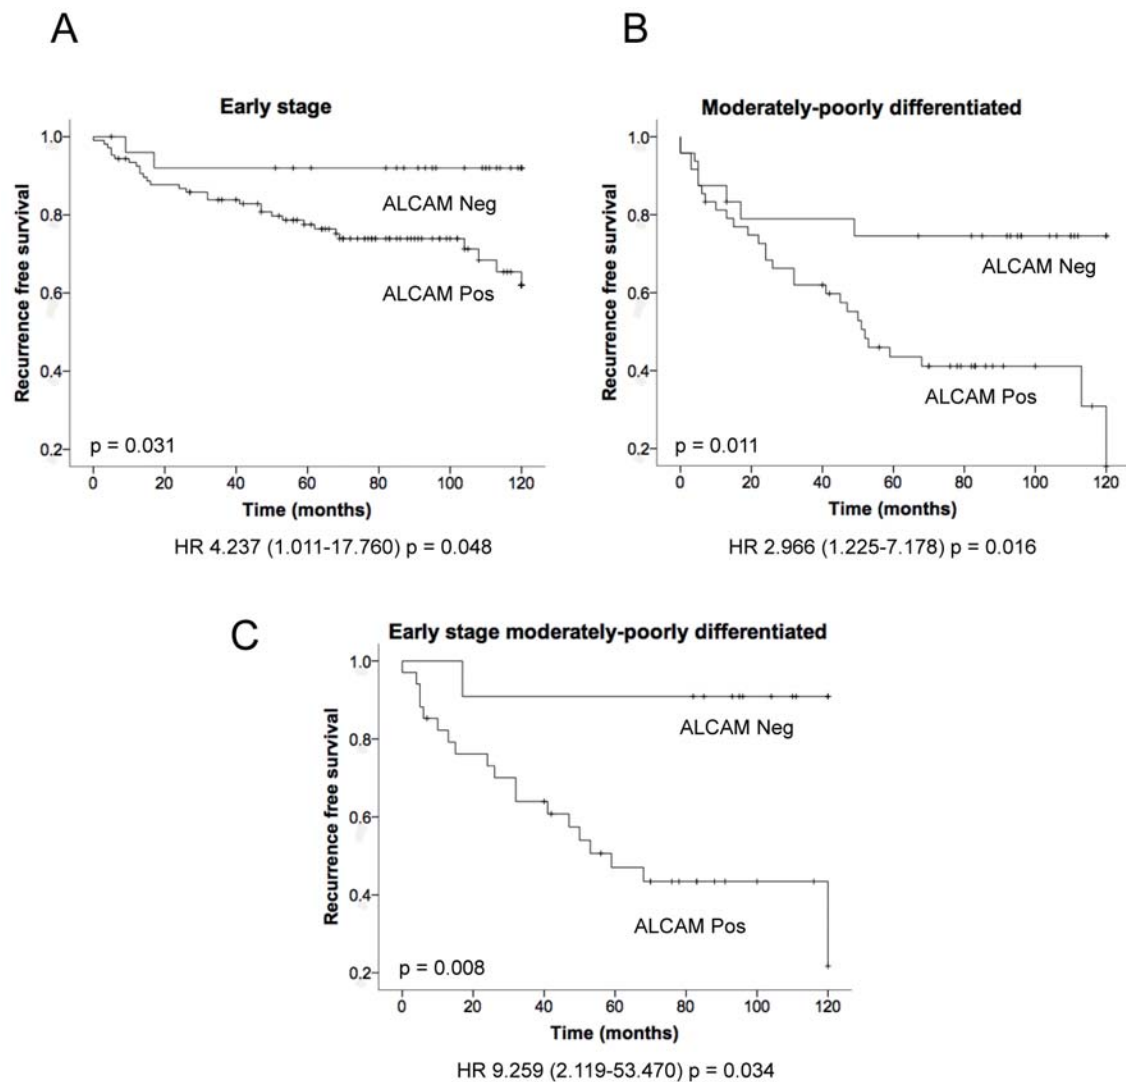 A
Early stage
Recurrence free survival
1.0
0.8
0.6
0.4
0.2
ALCAM Neg
ALCAM Pos
p = 0.031
0 20 40 60 80 100 120
Time (months)
HR 4.237 (1.011-17.760) p = 0.048
B
Moderately-poorly differentiated
Recurrence free survival
1.0
0.8
0.6
0.4
0.2
ALCAM Neg
ALCAM Pos
p = 0.011
0 20 40 60 80 100 120
Time (months)
HR 2.966 (1.225-7.178) p = 0.016
C
Early stage moderately-poorly differentiated
Recurrence free survival
1.0
0.8
0.6
0.4
0.2
ALCAM Neg
ALCAM Pos
p = 0.008
0 20 40 60 80 100 120
Time (months)
HR 9.259 (2.119-53.470) p = 0.034